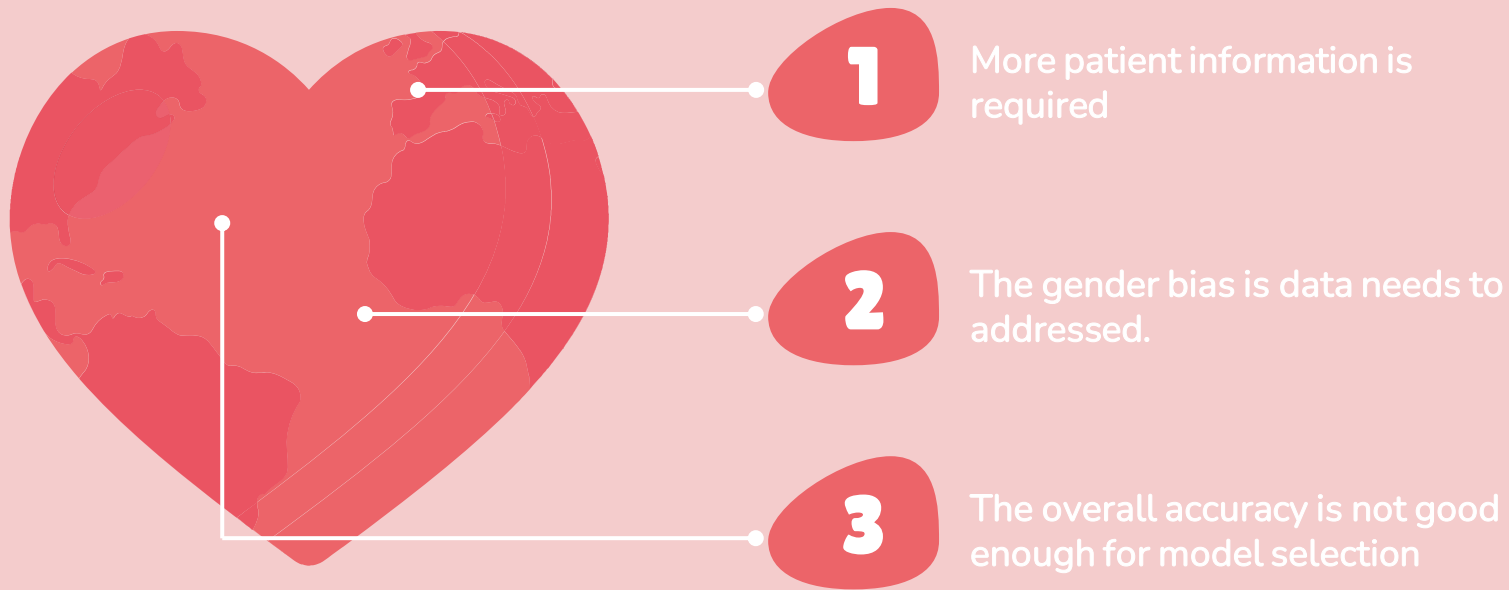 1
More patient information is
required
2
The gender bias is data needs to
addressed.
3
The overall accuracy is not good
enough for model selection